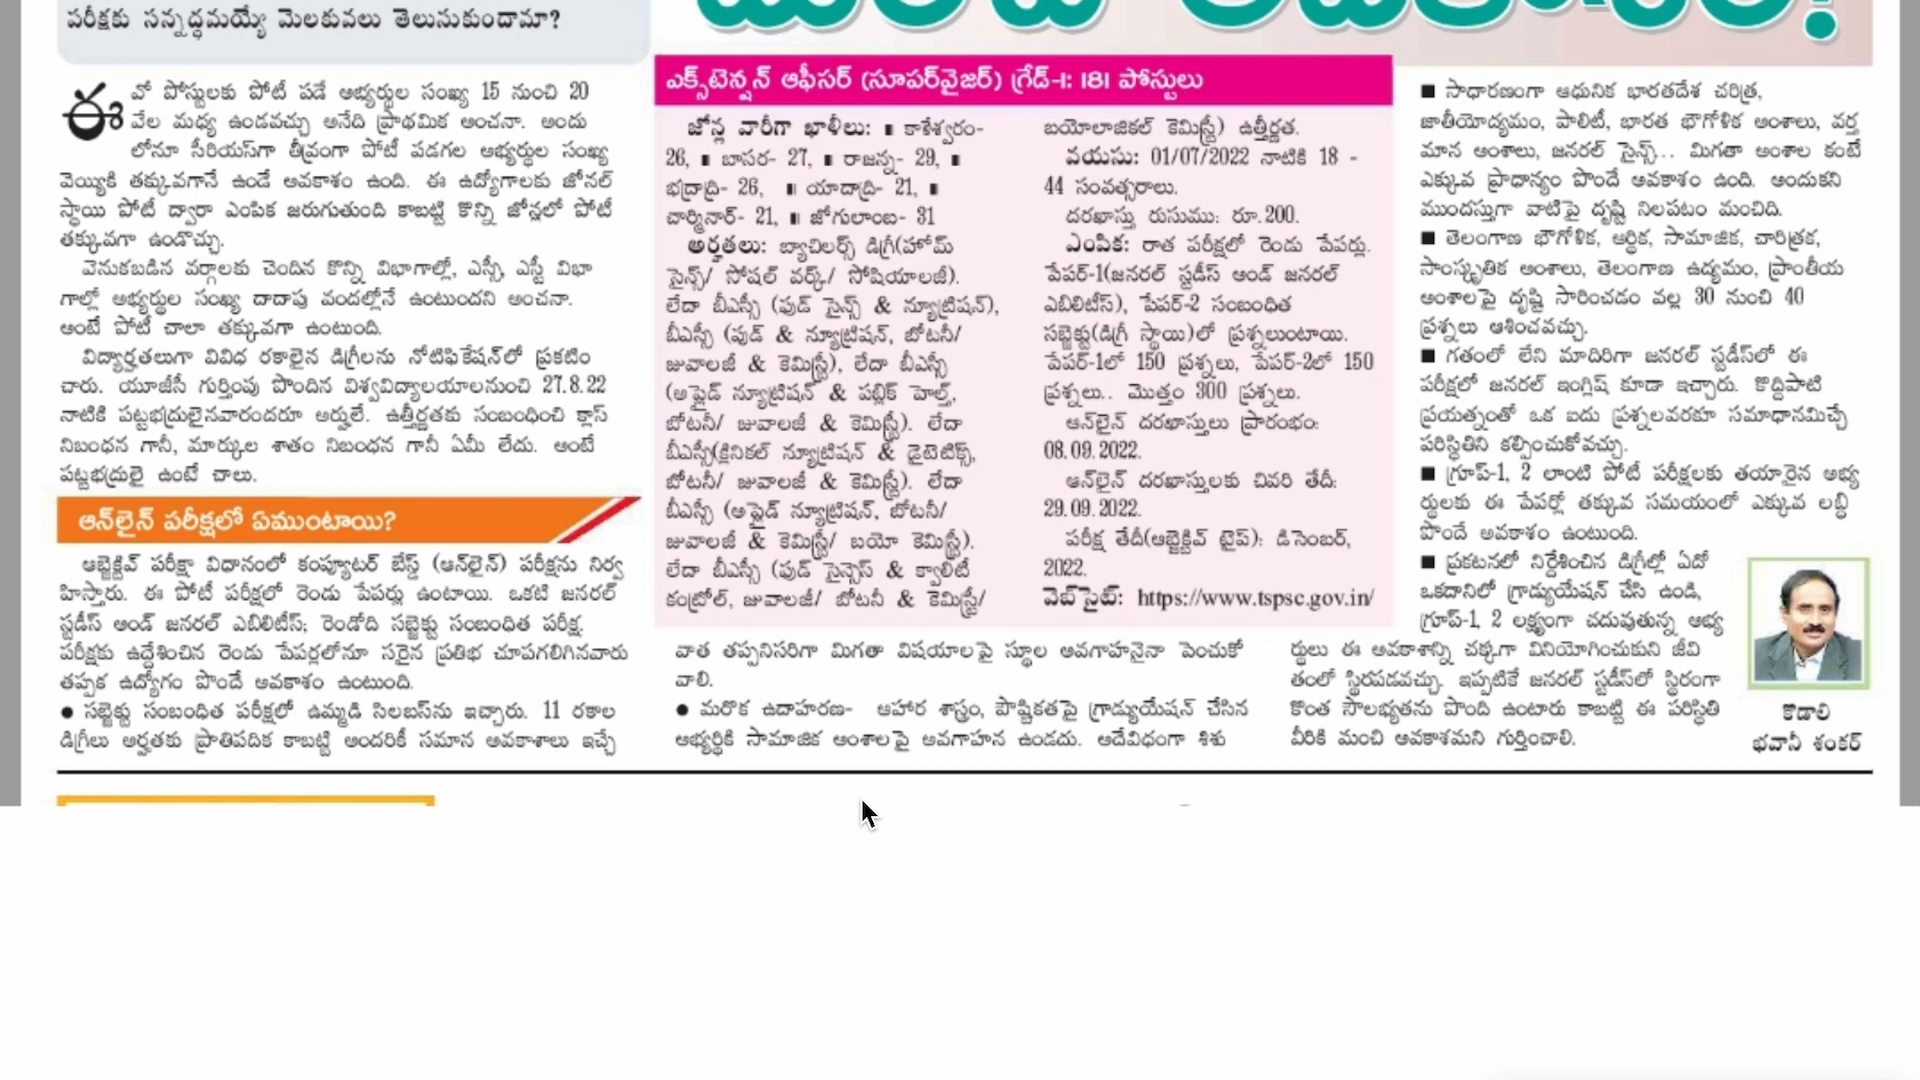 పరీక్షకు సన్నద్ధమయ్యే మెలకువలు తెలుసుకుందామా?
ఈవో పోస్టులకు పోటీ పడే అభ్యర్థుల సంఖ్య 15 నుంచి 20
వేల మధ్య ఉండవచ్చు అనేది ప్రాథమిక అంచనా. అందు
లోనూ సీరియస్‌గా తీవ్రంగా పోటీ పడగల అభ్యర్థుల సంఖ్య
వెయ్యికి తక్కువగానే ఉండే అవకాశం ఉంది. ఈ ఉద్యోగాలకు జోనల్
స్థాయి పోటీ ద్వారా ఎంపిక జరుగుతుంది కాబట్టి కొన్ని జోన్లలో పోటీ
తక్కువగా ఉండొచ్చు.
వెనుకబడిన వర్గాలకు చెందిన కొన్ని విభాగాల్లో, ఎస్సీ, ఎస్టీ విభా
గాల్లో అభ్యర్థుల సంఖ్య దాదాపు వందల్లోనే ఉంటుందని అంచనా.
అంటే పోటీ చాలా తక్కువగా ఉంటుంది.
విద్యార్హతలుగా వివిధ రకాలైన డిగ్రీలను నోటిఫికేషన్‌లో ప్రకటిం
చారు. యూజీసీ గుర్తింపు పొందిన విశ్వవిద్యాలయాలనుంచి 27.8.22
నాటికి పట్టభద్రులైనవారందరూ అర్హులే. ఉత్తీర్ణతకు సంబంధించి క్లాస్
నిబంధన గానీ, మార్కుల శాతం నిబంధన గానీ ఏమీ లేదు. అంటే
పట్టభద్రులై ఉంటే చాలు.
ఆన్‌లైన్ పరీక్షలో ఏముంటాయి?
ఆబ్జెక్టివ్ పరీక్షా విధానంలో కంప్యూటర్ బేస్డ్ (ఆన్‌లైన్) పరీక్షను నిర్వ
హిస్తారు. ఈ పోటీ పరీక్షలో రెండు పేపర్లు ఉంటాయి. ఒకటి జనరల్
స్టడీస్ అండ్ జనరల్ ఎబిలిటీస్; రెండోది సబ్జెక్టు సంబంధిత పరీక్ష.
పరీక్షకు ఉద్దేశించిన రెండు పేపర్లలోనూ సరైన ప్రతిభ చూపగలిగినవారు
తప్పక ఉద్యోగం పొందే అవకాశం ఉంటుంది.
● సబ్జెక్టు సంబంధిత పరీక్షలో ఉమ్మడి సిలబస్‌ను ఇచ్చారు. 11 రకాల
డిగ్రీలు అర్హతకు ప్రాతిపదిక కాబట్టి అందరికీ సమాన అవకాశాలు ఇచ్చే
ఎక్స్‌టెన్షన్ ఆఫీసర్ (సూపర్‌వైజర్) గ్రేడ్-1: 181 పోస్టులు
జోన్ల వారీగా ఖాళీలు: ■ కాళేశ్వరం-
26, ■ బాసర- 27, ■ రాజన్న- 29, ■
భద్రాద్రి- 26, ■ యాదాద్రి- 21, ■
చార్మినార్- 21, ■ జోగులాంబ- 31
అర్హతలు: బ్యాచిలర్స్ డిగ్రీ(హోమ్
సైన్స్/ సోషల్ వర్క్/ సోషియాలజీ).
లేదా బీఎస్సీ (ఫుడ్ సైన్స్ & న్యూట్రిషన్),
బీఎస్సీ (ఫుడ్ & న్యూట్రిషన్, బోటనీ/
జువాలజీ & కెమిస్ట్రీ), లేదా బీఎస్సీ
(అప్లైడ్ న్యూట్రిషన్ & పబ్లిక్ హెల్త్,
బోటనీ/ జువాలజీ & కెమిస్ట్రీ). లేదా
బీఎస్సీ(క్లినికల్ న్యూట్రిషన్ & డైటెటిక్స్,
బోటనీ/ జువాలజీ & కెమిస్ట్రీ). లేదా
బీఎస్సీ (అప్లైడ్ న్యూట్రిషన్, బోటనీ/
జువాలజీ & కెమిస్ట్రీ/ బయో కెమిస్ట్రీ).
లేదా బీఎస్సీ (ఫుడ్ సైన్సెస్ & క్వాలిటీ
కంట్రోల్, జువాలజీ/ బోటనీ & కెమిస్ట్రీ/
బయోలాజికల్ కెమిస్ట్రీ) ఉత్తీర్ణత.
వయసు: 01/07/2022 నాటికి 18 -
44 సంవత్సరాలు.
దరఖాస్తు రుసుము: రూ.200.
ఎంపిక: రాత పరీక్షలో రెండు పేపర్లు.
పేపర్-1(జనరల్ స్టడీస్ అండ్ జనరల్
ఎబిలిటీస్), పేపర్-2 సంబంధిత
సబ్జెక్టు(డిగ్రీ స్థాయి)లో ప్రశ్నలుంటాయి.
పేపర్-1లో 150 ప్రశ్నలు, పేపర్-2లో 150
ప్రశ్నలు.. మొత్తం 300 ప్రశ్నలు.
ఆన్‌లైన్ దరఖాస్తులు ప్రారంభం:
08.09.2022.
ఆన్‌లైన్ దరఖాస్తులకు చివరి తేదీ:
29.09.2022.
పరీక్ష తేదీ(ఆబ్జెక్టివ్ టైప్): డిసెంబర్,
2022.
వెబ్‌సైట్: https://www.tspsc.gov.in/
వాత తప్పనిసరిగా మిగతా విషయాలపై స్థూల అవగాహనైనా పెంచుకో
వాలి.
● మరొక ఉదాహరణ- ఆహార శాస్త్రం, పౌష్టికతపై గ్రాడ్యుయేషన్ చేసిన
అభ్యర్థికి సామాజిక అంశాలపై అవగాహన ఉండదు. అదేవిధంగా శిశు
■ సాధారణంగా ఆధునిక భారతదేశ చరిత్ర,
జాతీయోద్యమం, పాలిటీ, భారత భౌగోళిక అంశాలు, వర్త
మాన అంశాలు, జనరల్ సైన్స్... మిగతా అంశాల కంటే
ఎక్కువ ప్రాధాన్యం పొందే అవకాశం ఉంది. అందుకని
ముందస్తుగా వాటిపై దృష్టి నిలపటం మంచిది.
■ తెలంగాణ భౌగోళిక, ఆర్థిక, సామాజిక, చారిత్రక,
సాంస్కృతిక అంశాలు, తెలంగాణ ఉద్యమం, ప్రాంతీయ
అంశాలపై దృష్టి సారించడం వల్ల 30 నుంచి 40
ప్రశ్నలు ఆశించవచ్చు.
■ గతంలో లేని మాదిరిగా జనరల్ స్టడీస్‌లో ఈ
పరీక్షలో జనరల్ ఇంగ్లిష్ కూడా ఇచ్చారు. కొద్దిపాటి
ప్రయత్నంతో ఒక ఐదు ప్రశ్నలవరకూ సమాధానమిచ్చే
పరిస్థితిని కల్పించుకోవచ్చు.
■ గ్రూప్-1, 2 లాంటి పోటీ పరీక్షలకు తయారైన అభ్య
ర్థులకు ఈ పేపర్లో తక్కువ సమయంలో ఎక్కువ లబ్ధి
పొందే అవకాశం ఉంటుంది.
■ ప్రకటనలో నిర్దేశించిన డిగ్రీల్లో ఏదో
ఒకదానిలో గ్రాడ్యుయేషన్ చేసి ఉండి,
గ్రూప్-1, 2 లక్ష్యంగా చదువుతున్న అభ్య
ర్థులు ఈ అవకాశాన్ని చక్కగా వినియోగించుకుని జీవి
తంలో స్థిరపడవచ్చు. ఇప్పటికే జనరల్ స్టడీస్‌లో స్థిరంగా
కొంత సౌలభ్యతను పొంది ఉంటారు కాబట్టి ఈ పరిస్థితి
వీరికి మంచి అవకాశమని గుర్తించాలి.
కొడాలి
భవానీ శంకర్